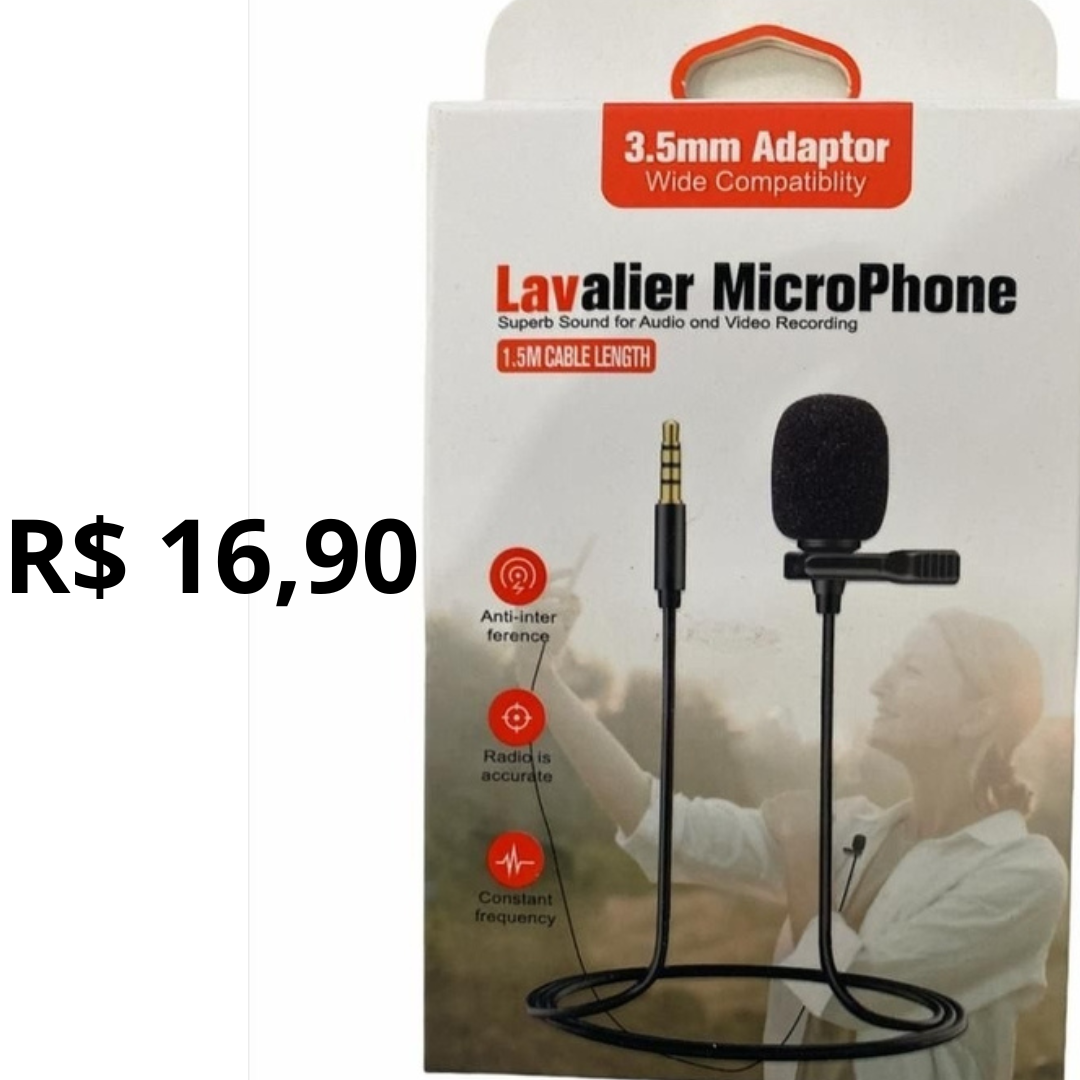 3.5mm Adaptor
Wide Compatiblity
Lavalier MicroPhone
Superb Sound for Audio ond Video Recording
1.5M CABLE LENGTH
R$ 16,90
Anti-inter
ference
Radio is
accurate
Constant
frequency